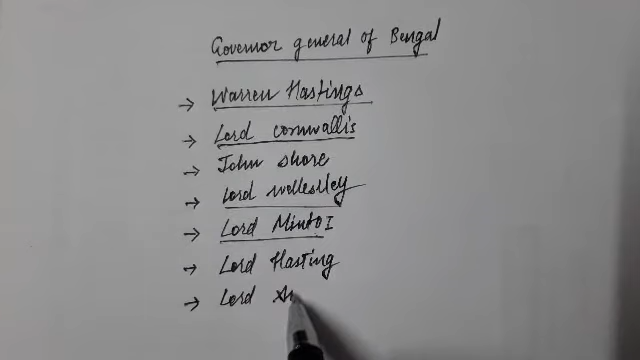 Governor general of Bengal
→ Warren Hastings
→ Lord cornwallis
→ John shore
→ Lord wellesley
→ Lord Minto I
→ Lord Hasting
→ Lord